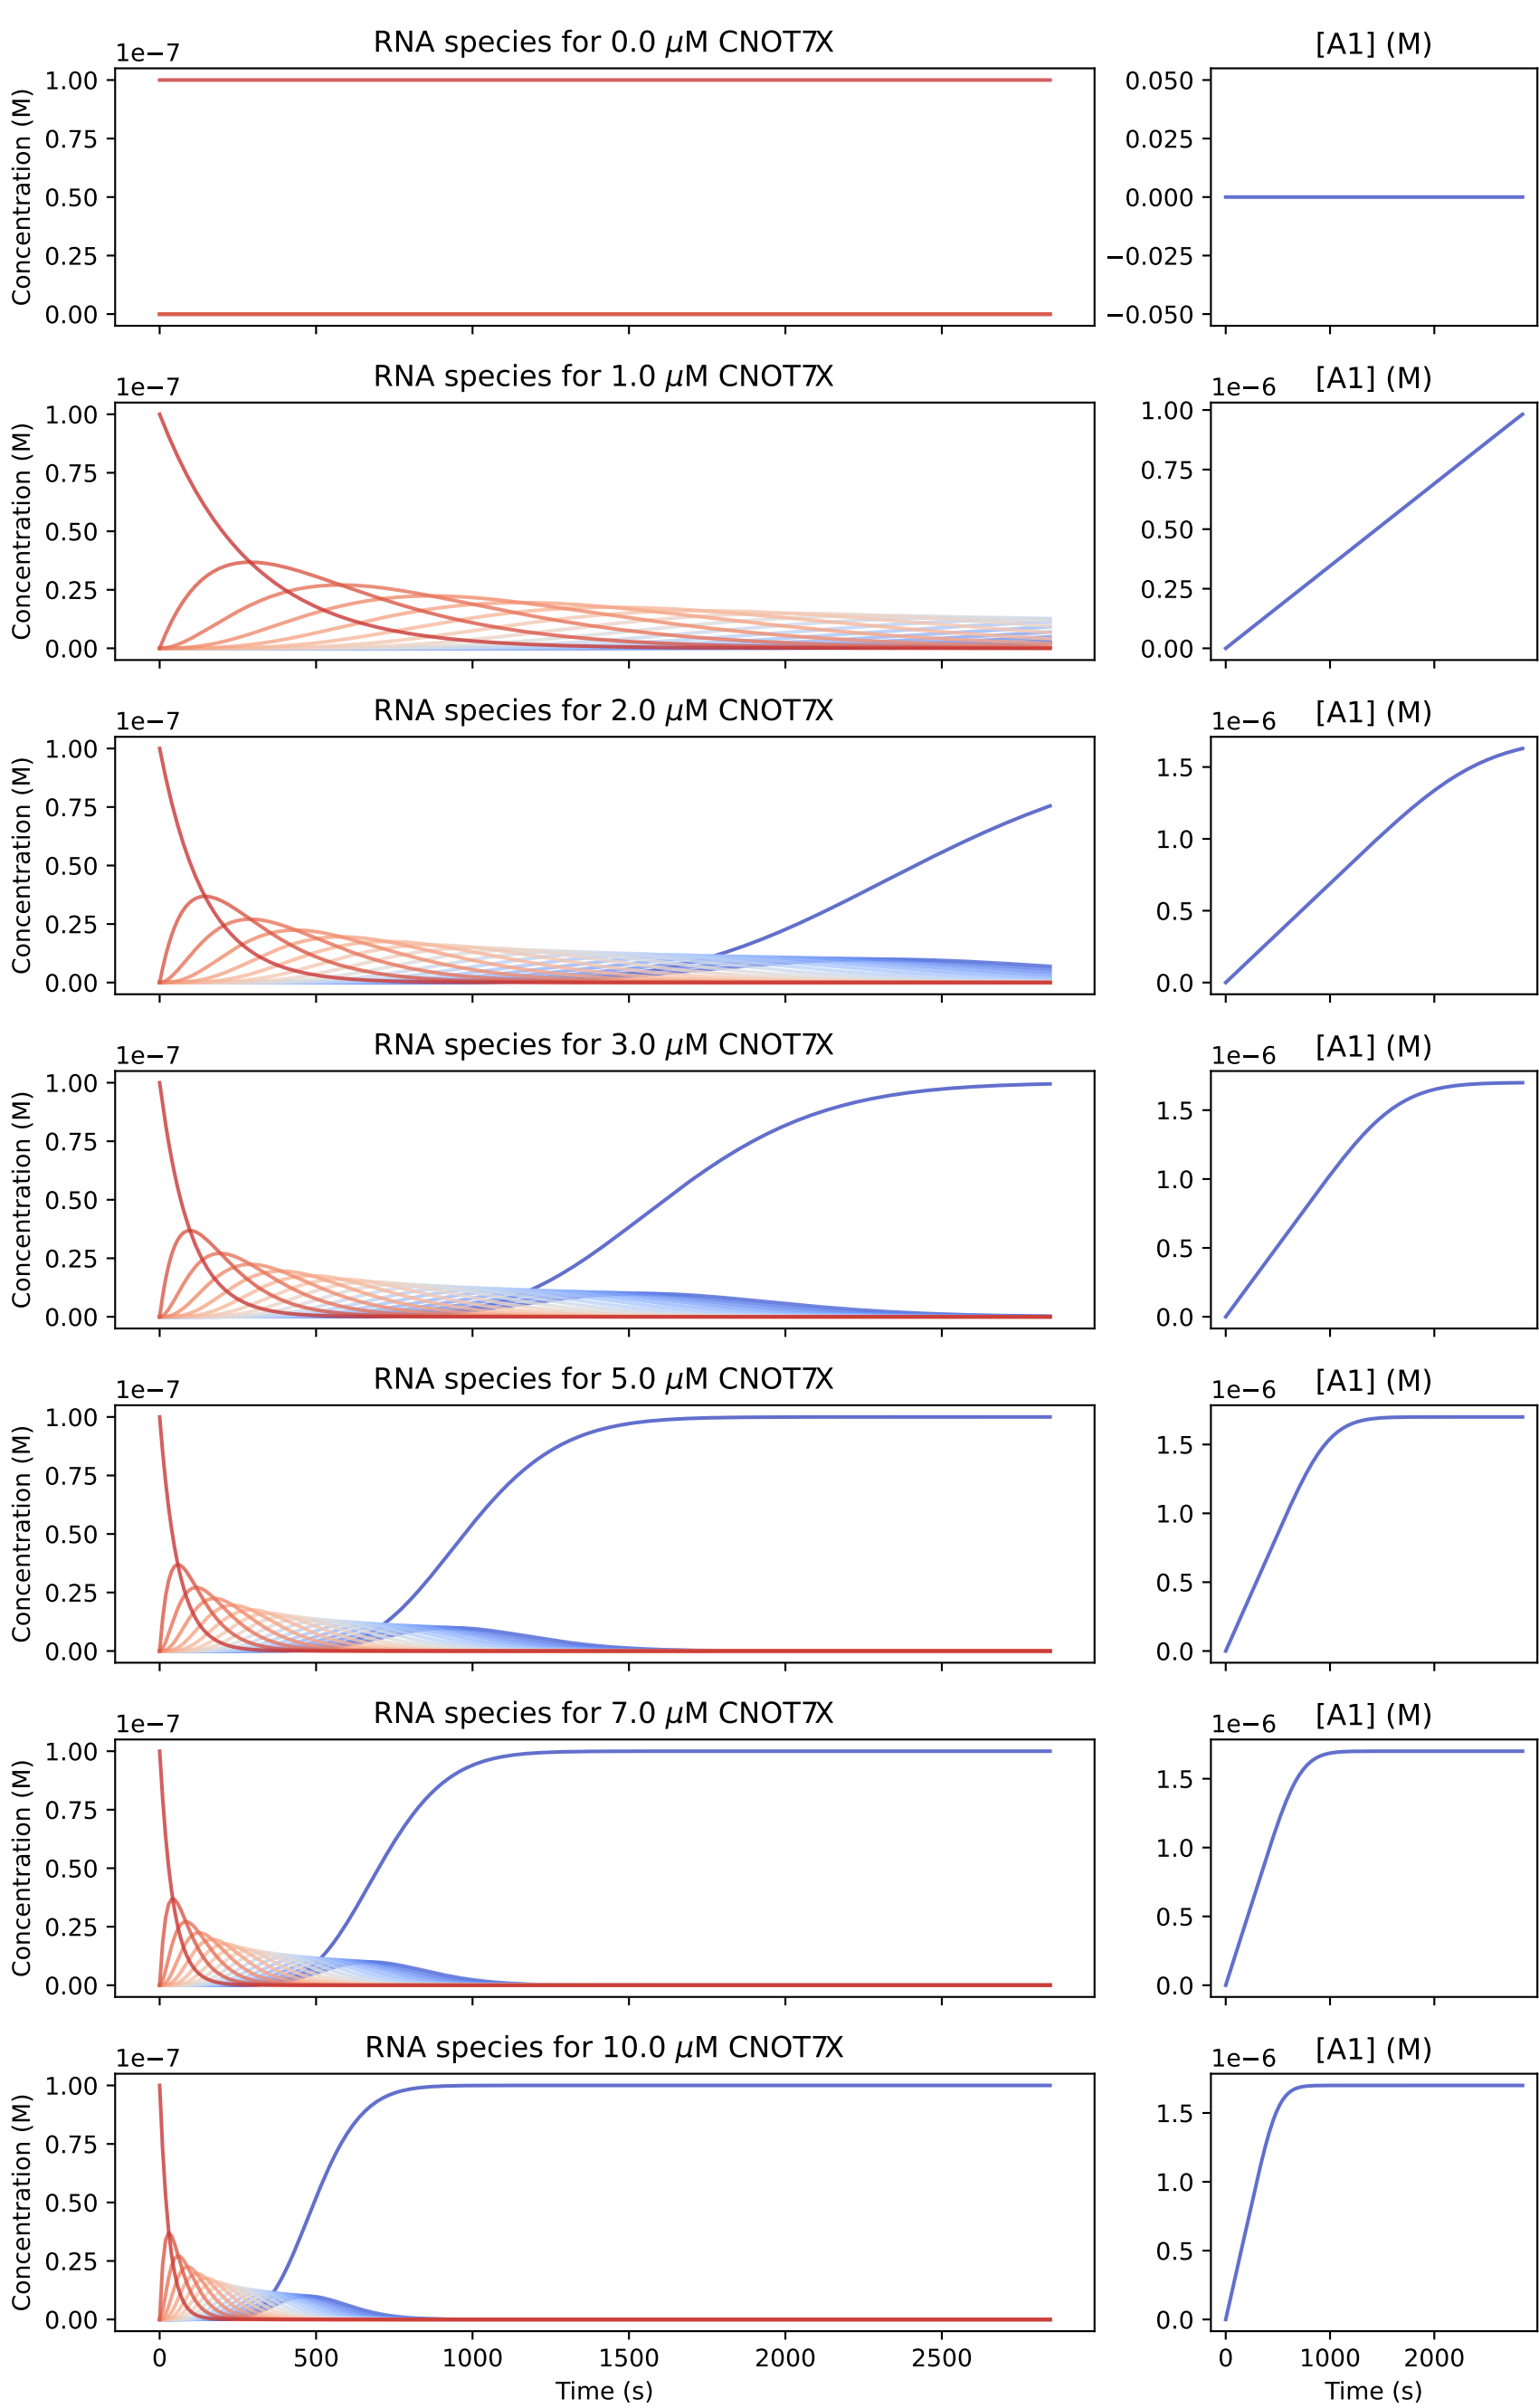 RNA species for 0.0 μM CNOT7X
[A1] (M)
1e−7
Concentration (M)
1.00
0.75
0.50
0.25
0.00
0.050
0.025
0.000
−0.025
−0.050
RNA species for 1.0 μM CNOT7X
[A1] (M)
1e−7
1e−6
Concentration (M)
1.00
0.75
0.50
0.25
0.00
1.00
0.75
0.50
0.25
0.00
RNA species for 2.0 μM CNOT7X
[A1] (M)
1e−7
1e−6
Concentration (M)
1.00
0.75
0.50
0.25
0.00
1.5
1.0
0.5
0.0
RNA species for 3.0 μM CNOT7X
[A1] (M)
1e−7
1e−6
Concentration (M)
1.00
0.75
0.50
0.25
0.00
1.5
1.0
0.5
0.0
RNA species for 5.0 μM CNOT7X
[A1] (M)
1e−7
1e−6
Concentration (M)
1.00
0.75
0.50
0.25
0.00
1.5
1.0
0.5
0.0
RNA species for 7.0 μM CNOT7X
[A1] (M)
1e−7
1e−6
Concentration (M)
1.00
0.75
0.50
0.25
0.00
1.5
1.0
0.5
0.0
RNA species for 10.0 μM CNOT7X
[A1] (M)
1e−7
1e−6
Concentration (M)
1.00
0.75
0.50
0.25
0.00
1.5
1.0
0.5
0.0
0 500 1000 1500 2000 2500
0 1000 2000
Time (s)
Time (s)